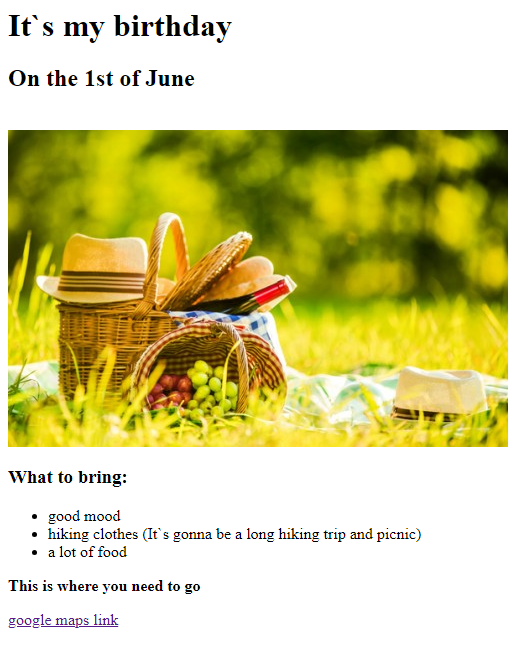 It`s my birthday
On the 1st of June
What to bring:
good mood
hiking clothes (It`s gonna be a long hiking trip and picnic)
a lot of food
This is where you need to go
google maps link